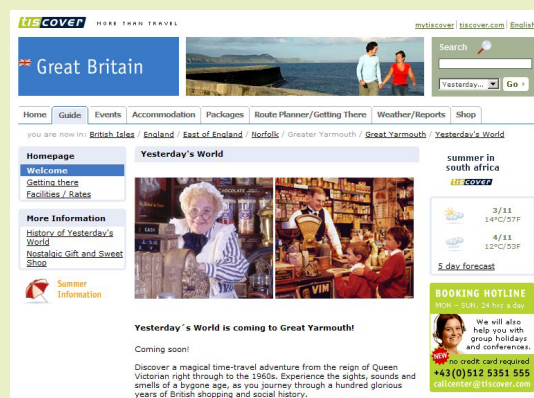 tiscover MORE THAN TRAVEL
mytiscover | tiscover.com | English
Great Britain
Search
Yesterday... Go
Home Guide Events Accommodation Packages Route Planner/Getting There Weather/Reports Shop
you are now in: British Isles / England / East of England / Norfolk / Greater Yarmouth / Great Yarmouth / Yesterday's World
Homepage
Welcome
Getting there
Facilities / Rates
More Information
History of Yesterday's
World
Nostalgic Gift and Sweet
Shop
Summer
Information
Yesterday's World
CHOCOLATE
VIM
Yesterday´s World is coming to Great Yarmouth!
Coming soon!
Discover a magical time-travel adventure from the reign of Queen
Victorian right through to the 1960s. Experience the sights, sounds and
smells of a bygone age, as you journey through a hundred glorious
years of British shopping and social history.
summer in
south africa
tiscover
3/11
14°C/57F
4/11
12°C/53F
5 day forecast
BOOKING HOTLINE
MON - SUN, 24 hrs a day
We will also
help you with
group holidays
and conferences.
NEW no credit card required
+43(0)512 5351 555
callcenter@tiscover.com